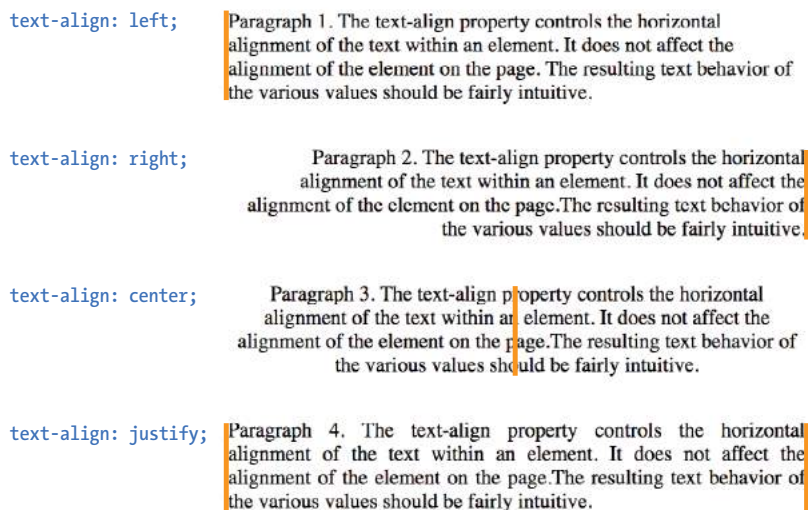 text-align: left;
Paragraph 1. The text-align property controls the horizontal
alignment of the text within an element. It does not affect the
alignment of the element on the page. The resulting text behavior of
the various values should be fairly intuitive.
text-align: right;
Paragraph 2. The text-align property controls the horizontal
alignment of the text within an element. It does not affect the
alignment of the element on the page.The resulting text behavior of
the various values should be fairly intuitive.
text-align: center;
Paragraph 3. The text-align property controls the horizontal
alignment of the text within an element. It does not affect the
alignment of the element on the page.The resulting text behavior of
the various values should be fairly intuitive.
text-align: justify;
Paragraph 4. The text-align property controls the horizontal
alignment of the text within an element. It does not affect the
alignment of the element on the page.The resulting text behavior of
the various values should be fairly intuitive.